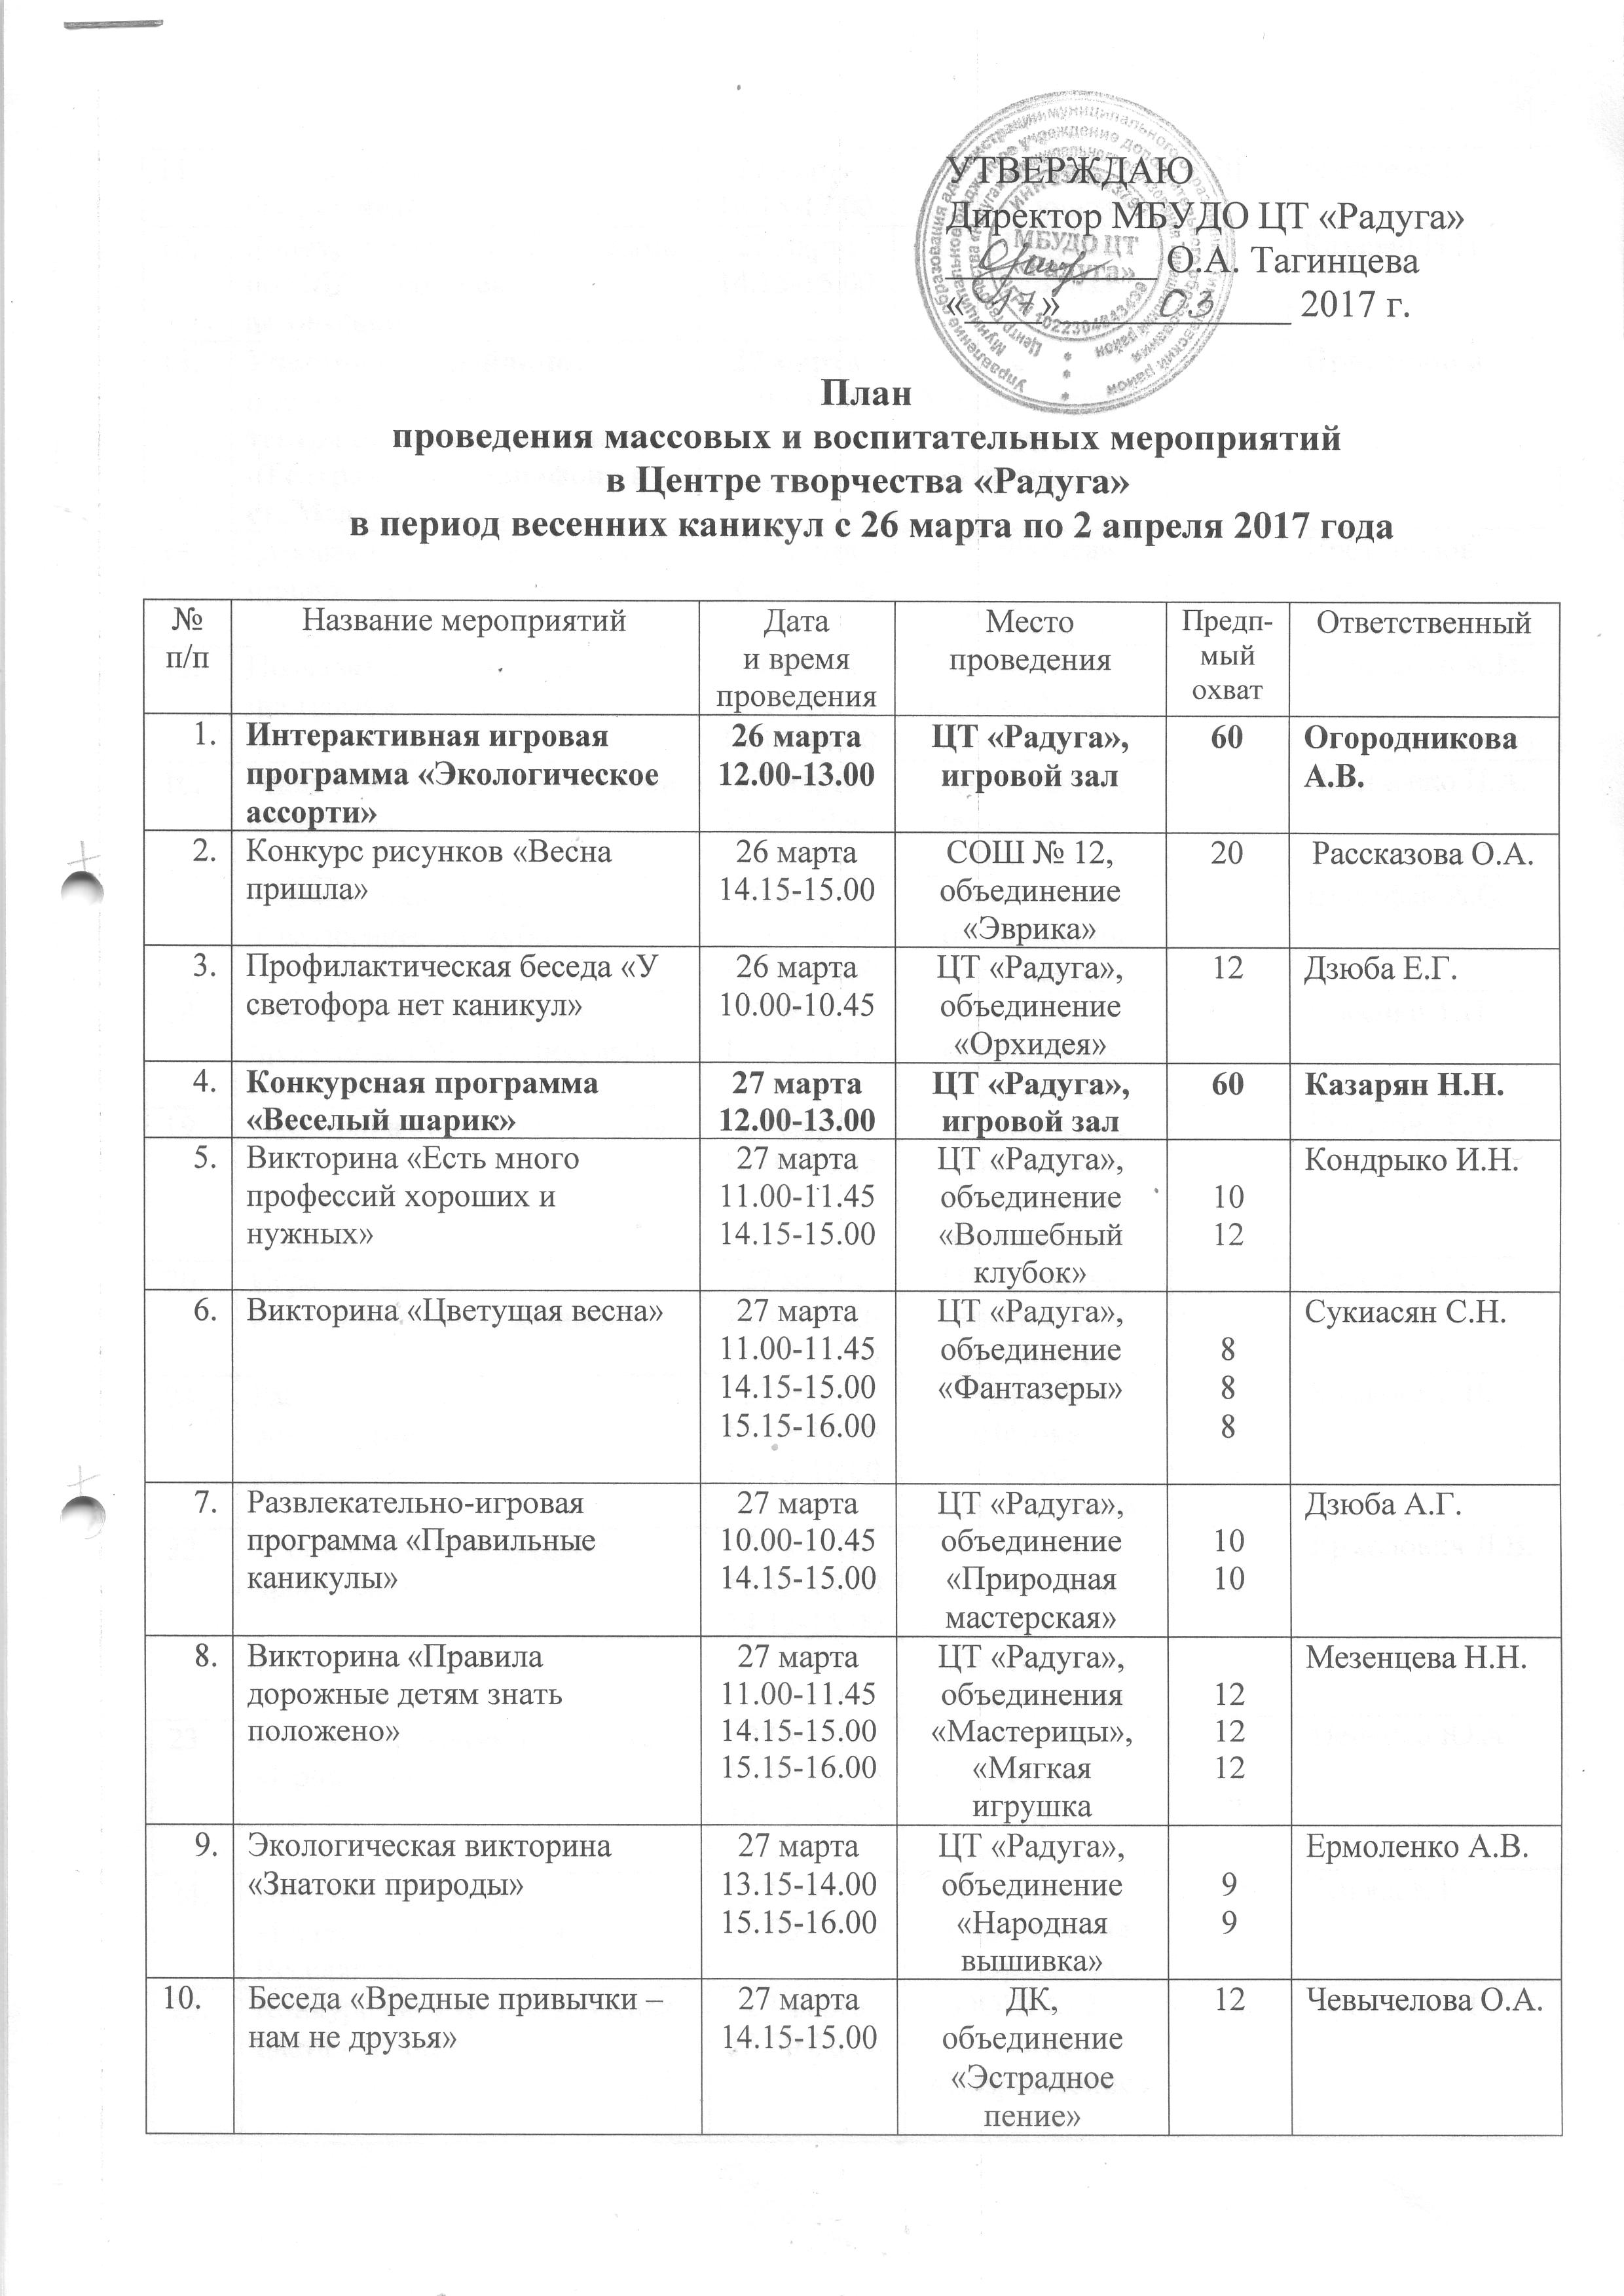 УТВЕРЖДАЮ
Директор МБУДО ЦТ «Радуга»
О.А. Тагинцева
«17» 03 2017 г.
МБУДО ЦТ
«Радуга»
План
проведения массовых и воспитательных мероприятий
в Центре творчества «Радуга»
в период весенних каникул с 26 марта по 2 апреля 2017 года
№
п/п
Название мероприятий
Дата
и время
проведения
Место
проведения
Предп-
мый
охват
Ответственный
1.
Интерактивная игровая
программа «Экологическое
ассорти»
26 марта
12.00-13.00
ЦТ «Радуга»,
игровой зал
60
Огородникова
А.В.
2.
Конкурс рисунков «Весна
пришла»
26 марта
14.15-15.00
СОШ № 12,
объединение
«Эврика»
20
Рассказова О.А.
3.
Профилактическая беседа «У
светофора нет каникул»
26 марта
10.00-10.45
ЦТ «Радуга»,
объединение
«Орхидея»
12
Дзюба Е.Г.
4.
Конкурсная программа
«Веселый шарик»
27 марта
12.00-13.00
ЦТ «Радуга»,
игровой зал
60
Казарян Н.Н.
5.
Викторина «Есть много
профессий хороших и
нужных»
27 марта
11.00-11.45
14.15-15.00
ЦТ «Радуга»,
объединение
«Волшебный
клубок»
10
12
Кондрыко И.Н.
6.
Викторина «Цветущая весна»
27 марта
11.00-11.45
14.15-15.00
15.15-16.00
ЦТ «Радуга»,
объединение
«Фантазеры»
8
8
8
Сукиасян С.Н.
7.
Развлекательно-игровая
программа «Правильные
каникулы»
27 марта
10.00-10.45
14.15-15.00
ЦТ «Радуга»,
объединение
«Природная
мастерская»
10
10
Дзюба А.Г.
8.
Викторина «Правила
дорожные детям знать
положено»
27 марта
11.00-11.45
14.15-15.00
15.15-16.00
ЦТ «Радуга»,
объединения
«Мастерицы»,
«Мягкая
игрушка
12
12
12
Мезенцева Н.Н.
9.
Экологическая викторина
«Знатоки природы»
27 марта
13.15-14.00
15.15-16.00
ЦТ «Радуга»,
объединение
«Народная
вышивка»
9
9
Ермоленко А.В.
10.
Беседа «Вредные привычки –
нам не друзья»
27 марта
14.15-15.00
ДК,
объединение
«Эстрадное
пение»
12
Чевычелова О.А.